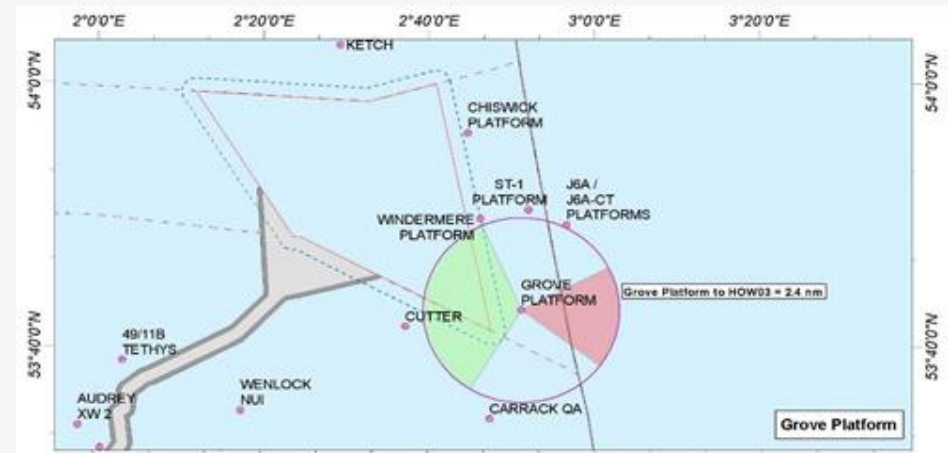 2°0'0"E
2°20'0"E
2°40'0"E
3°0'0"E
3°20'0"E
54°0'0"N
54°0'0"N
KETCH
CHISWICK
PLATFORM
ST-1
PLATFORM
J6A /
J6A-CT
PLATFORMS
WINDERMERE
PLATFORM
GROVE
PLATFORM
Grove Platform to HOW03 = 2.4 nm
CUTTER
49/11B
TETHYS
53°40'0"N
53°40'0"N
WENLOCK
NUI
AUDREY
XW 2
CARRACK QA
Grove Platform